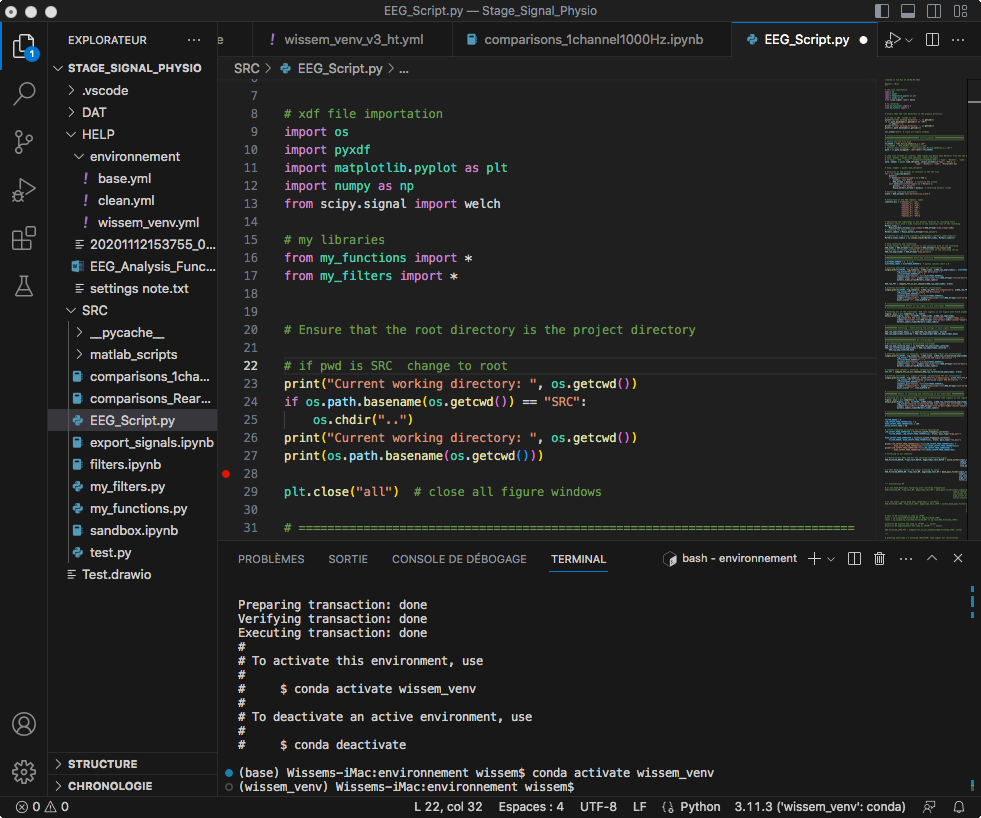 EEG_Script.py — Stage_Signal_Physio
EXPLORATEUR
STAGE_SIGNAL_PHYSIO
.vscode
DAT
HELP
environnement
! base.yml
! clean.yml
! wissem_venv.yml
20201112153755_0...
EEG_Analysis_Func...
settings note.txt
SRC
__pycache__
matlab_scripts
comparisons_1cha...
comparisons_Rear...
EEG_Script.py
export_signals.ipynb
filters.ipynb
my_filters.py
my_functions.py
sandbox.ipynb
test.py
Test.drawio
STRUCTURE
CHRONOLOGIE
1
e
! wissem_venv_v3_ht.yml
comparisons_1channel1000Hz.ipynb
EEG_Script.py
SRC > EEG_Script.py > ...
7
8 # xdf file importation
9 import os
10 import pyxdf
11 import matplotlib.pyplot as plt
12 import numpy as np
13 from scipy.signal import welch
14
15 # my libraries
16 from my_functions import *
17 from my_filters import *
18
19
20 # Ensure that the root directory is the project directory
21
22 # if pwd is SRC  change to root
23 print("Current working directory: ", os.getcwd())
24 if os.path.basename(os.getcwd()) == "SRC":
25     os.chdir("..")
26 print("Current working directory: ", os.getcwd())
27 print(os.path.basename(os.getcwd()))
28
29 plt.close("all")  # close all figure windows
30
31 # =============================================================================
PROBLÈMES
SORTIE
CONSOLE DE DÉBOGAGE
TERMINAL
bash - environnement
Preparing transaction: done
Verifying transaction: done
Executing transaction: done
#
# To activate this environment, use
#
#     $ conda activate wissem_venv
#
# To deactivate an active environment, use
#
#     $ conda deactivate
(base) Wissems-iMac:environnement wissem$ conda activate wissem_venv
(wissem_venv) Wissems-iMac:environnement wissem$
0 0
L 22, col 32
Espaces : 4
UTF-8
LF
Python
3.11.3 ('wissem_venv': conda)